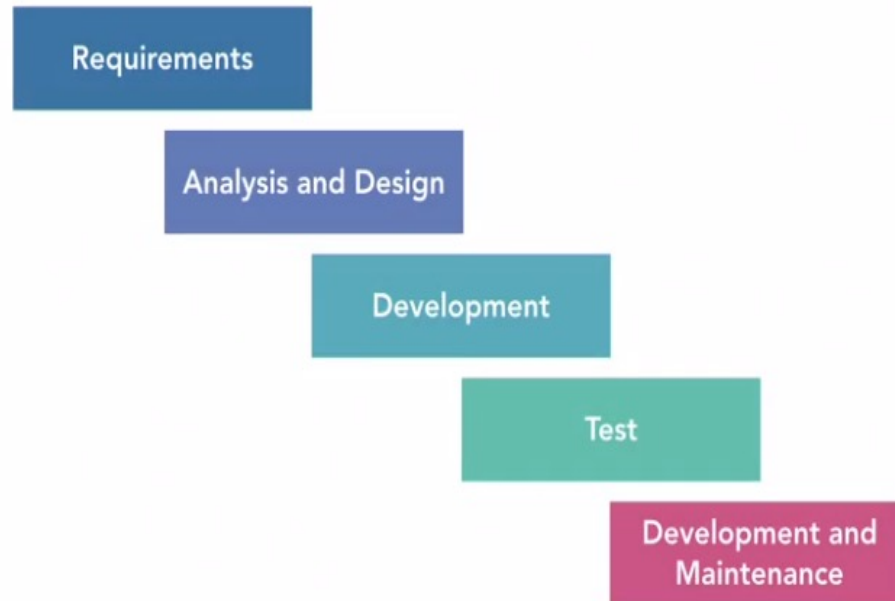 Requirements
Analysis and Design
Development
Test
Development and
Maintenance